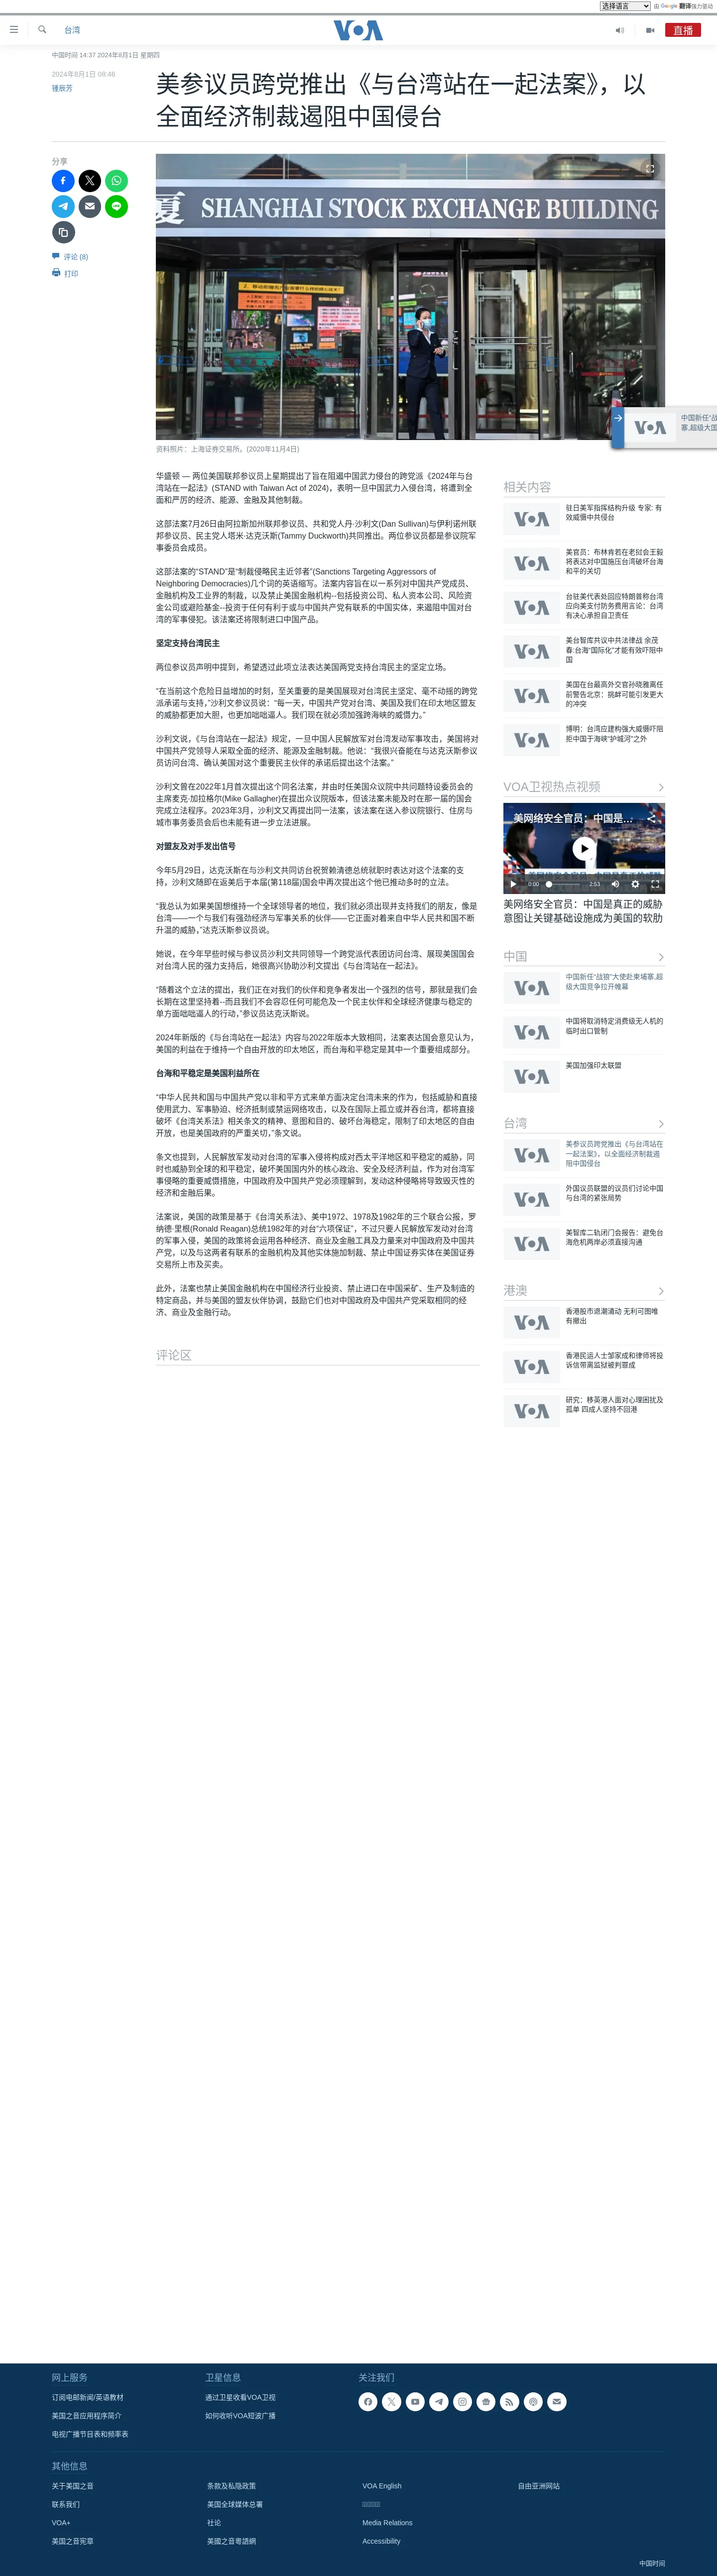 选择语言 由 Google 翻译强力驱动
台湾
VOA
直播
中国时间 14:37 2024年8月1日 星期四
2024年8月1日 08:46
锺辰芳
美参议员跨党推出《与台湾站在一起法案》，以
全面经济制裁遏阻中国侵台
分享
评论 (8)
打印
夏 SHANGHAI STOCK EXCHANGE BUILDING
资料照片：上海证券交易所。(2020年11月4日)
中国新任“战
寨,超级大国
VOA
华盛顿 — 两位美国联邦参议员上星期提出了旨在阻遏中国武力侵台的跨党派《2024年与台
湾站在一起法》(STAND with Taiwan Act of 2024)，表明一旦中国武力入侵台湾，将遭到全
面和严厉的经济、能源、金融及其他制裁。
这部法案7月26日由阿拉斯加州联邦参议员、共和党人丹·沙利文(Dan Sullivan)与伊利诺州联
邦参议员、民主党人塔米·达克沃斯(Tammy Duckworth)共同推出。两位参议员都是参议院军
事委员会成员。
这部法案的“STAND”是“制裁侵略民主近邻者”(Sanctions Targeting Aggressors of
Neighboring Democracies)几个词的英语缩写。法案内容旨在以一系列对中国共产党成员、
金融机构及工业界的制裁，以及禁止美国金融机构--包括投资公司、私人资本公司、风险资
金公司或避险基金--投资于任何有利于或与中国共产党有联系的中国实体，来遏阻中国对台
湾的军事侵犯。该法案还将限制进口中国产品。
坚定支持台湾民主
两位参议员声明中提到，希望透过此项立法表达美国两党支持台湾民主的坚定立场。
“在当前这个危险日益增加的时刻，至关重要的是美国展现对台湾民主坚定、毫不动摇的跨党
派承诺与支持，”沙利文参议员说：“每一天，中国共产党对台湾、美国及我们在印太地区盟友
的威胁都更加大胆，也更加咄咄逼人。我们现在就必须加强跨海峡的威慑力。”
沙利文说，《与台湾站在一起法》规定，一旦中国人民解放军对台湾发动军事攻击，美国将对
中国共产党领导人采取全面的经济、能源及金融制裁。他说：“我很兴奋能在与达克沃斯参议
员访问台湾、确认美国对这个重要民主伙伴的承诺后提出这个法案。”
沙利文曾在2022年1月首次提出这个同名法案，并由时任美国众议院中共问题特设委员会的
主席麦克·加拉格尔(Mike Gallagher)在提出众议院版本，但该法案未能及时在那一届的国会
完成立法程序。2023年3月，沙利文又再提出同一法案，该法案在送入参议院银行、住房与
城市事务委员会后也未能有进一步立法进展。
对盟友及对手发出信号
今年5月29日，达克沃斯在与沙利文共同访台祝贺赖清德总统就职时表达对这个法案的支
持，沙利文随即在返美后于本届(第118届)国会中再次提出这个他已推动多时的立法。
“我总认为如果美国想维持一个全球领导者的地位，我们就必须出现并支持我们的朋友，像是
台湾——一个与我们有强劲经济与军事关系的伙伴——它正面对着来自中华人民共和国不断
升温的威胁，”达克沃斯参议员说。
她说，在今年早些时候与参议员沙利文共同领导一个跨党派代表团访问台湾、展现美国国会
对台湾人民的强力支持后，她很高兴协助沙利文提出《与台湾站在一起法》。
“随着这个立法的提出，我们正在对我们的伙伴和竞争者发出一个强烈的信号，那就是我们会
长期在这里坚持着--而且我们不会容忍任何可能危及一个民主伙伴和全球经济健康与稳定的
单方面咄咄逼人的行动，”参议员达克沃斯说。
2024年新版的《与台湾站在一起法》内容与2022年版本大致相同，法案表达国会意见认为，
美国的利益在于维持一个自由开放的印太地区，而台海和平稳定是其中一个重要组成部分。
台海和平稳定是美国利益所在
“中华人民共和国与中国共产党以非和平方式来单方面决定台湾未来的作为，包括威胁和直接
使用武力、军事胁迫、经济抵制或禁运网络攻击，以及在国际上孤立或并吞台湾，都将直接
破坏《台湾关系法》相关条文的精神、意图和目的、破坏台海稳定，限制了印太地区的自由
开放，也是美国政府的严重关切，”条文说。
条文也提到，人民解放军发动对台湾的军事入侵将构成对西太平洋地区和平稳定的威胁，同
时也威胁到全球的和平稳定，破坏美国国内外的核心政治、安全及经济利益，作为对台湾军
事侵略的重要威慑措施，中国政府及中国共产党必须理解到，发动这种侵略将导致毁灭性的
经济和金融后果。
法案说，美国的政策是基于《台湾关系法》、美中1972、1978及1982年的三个联合公报，罗
纳德·里根(Ronald Reagan)总统1982年的对台“六项保证”，不过只要人民解放军发动对台湾
的军事入侵，美国的政策将会运用各种经济、商业及金融工具及力量来对中国政府及中国共
产党，以及与这两者有联系的金融机构及其他实体施加制裁、禁止中国证券实体在美国证券
交易所上市及买卖。
此外，法案也禁止美国金融机构在中国经济行业投资、禁止进口在中国采矿、生产及制造的
特定商品，并与美国的盟友伙伴协调，鼓励它们也对中国政府及中国共产党采取相同的经
济、商业及金融行动。
评论区
相关内容
驻日美军指挥结构升级 专家: 有
效威慑中共侵台
美官员：布林肯若在老挝会王毅
将表达对中国施压台湾破坏台海
和平的关切
台驻美代表处回应特朗普称台湾
应向美支付防务费用言论：台湾
有决心承担自卫责任
美台智库共议中共法律战 余茂
春:台海“国际化”才能有效吓阻中
国
美国在台最高外交官孙晓雅离任
前警告北京：挑衅可能引发更大
的冲突
博明：台湾应建构强大威慑吓阻
拒中国于海峡“护城河”之外
VOA卫视热点视频
美网络安全官员：中国是...
0:00 2:53
美网络安全官员：中国是真正的威胁
意图让关键基础设施成为美国的软肋
中国
中国新任“战狼”大使赴柬埔寨,超
级大国竞争拉开帷幕
中国将取消特定消费级无人机的
临时出口管制
美国加强印太联盟
台湾
美参议员跨党推出《与台湾站在
一起法案》，以全面经济制裁遏
阻中国侵台
外国议员联盟的议员们讨论中国
与台湾的紧张局势
美智库二轨闭门会报告：避免台
海危机两岸必须直接沟通
港澳
香港股市退潮涌动 无利可图唯
有撤出
香港民运人士邹家成和律师将投
诉信带离监狱被判罪成
研究：移英港人面对心理困扰及
孤单 四成人坚持不回港
网上服务
订阅电邮新闻/英语教材
美国之音应用程序简介
电视广播节目表和频率表
卫星信息
通过卫星收看VOA卫视
如何收听VOA短波广播
关注我们
其他信息
关于美国之音
条款及私隐政策
VOA English
自由亚洲网站
联系我们
美国全球媒体总署
VOA+
社论
Media Relations
美国之音宪章
美國之音粵語網
Accessibility
中国时间